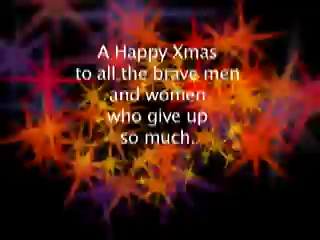 A Happy Xmas
to all the brave men
and women
who give up
so much.